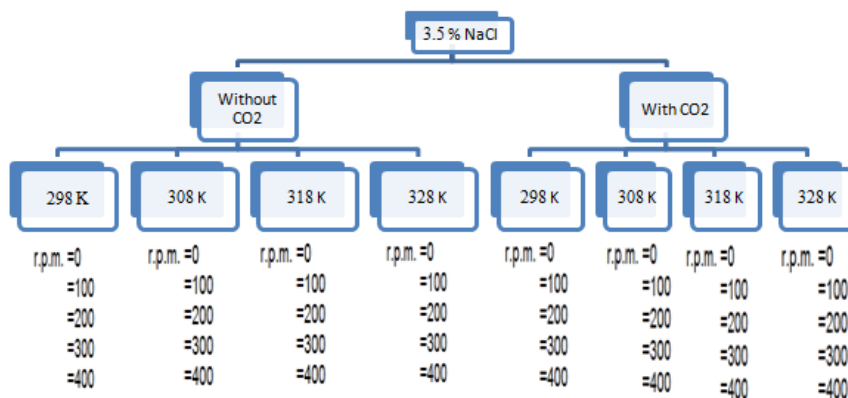 3.5 % NaCl
Without
CO2
With CO2
298 K
308 K
318 K
328 K
298 K
308 K
318 K
328 K
r.p.m. =0
=100
=200
=300
=400
r.p.m. =0
=100
=200
=300
=400
r.p.m. =0
=100
=200
=300
=400
r.p.m. =0
=100
=200
=300
=400
r.p.m. =0
=100
=200
=300
=400
r.p.m. =0
=100
=200
=300
=400
r.p.m. =0
=100
=200
=300
=400
r.p.m. =0
=100
=200
=300
=400